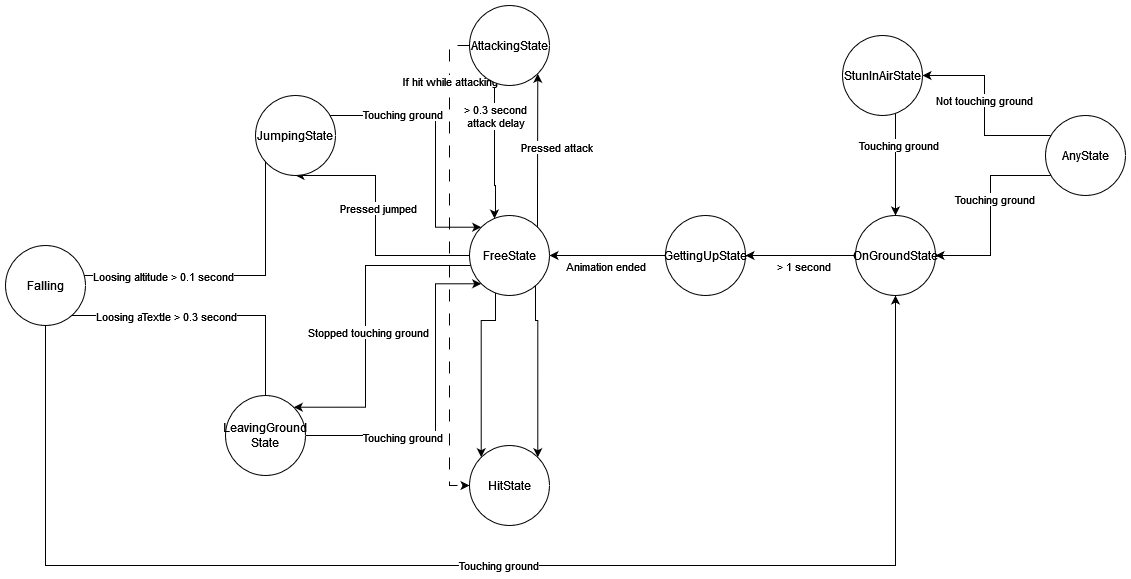 AttackingState
If hit while attacking
> 0.3 second
attack delay
Pressed attack
JumpingState
Touching ground
Pressed jumped
StunInAirState
Not touching ground
AnyState
Touching ground
Touching ground
Falling
Loosing altitude > 0.1 second
Loosing aTextle > 0.3 second
FreeState
Animation ended
GettingUpState
> 1 second
OnGroundState
Stopped touching ground
LeavingGround
State
Touching ground
HitState
Touching ground